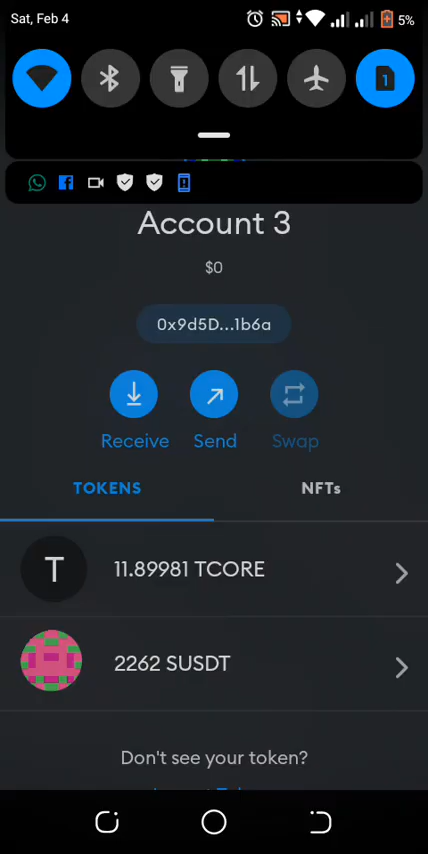 Sat, Feb 4
5%
1
Account 3
$0
0x9d5D...1b6a
Receive Send Swap
TOKENS NFTs
T
11.89981 TCORE
2262 SUSDT
Don't see your token?